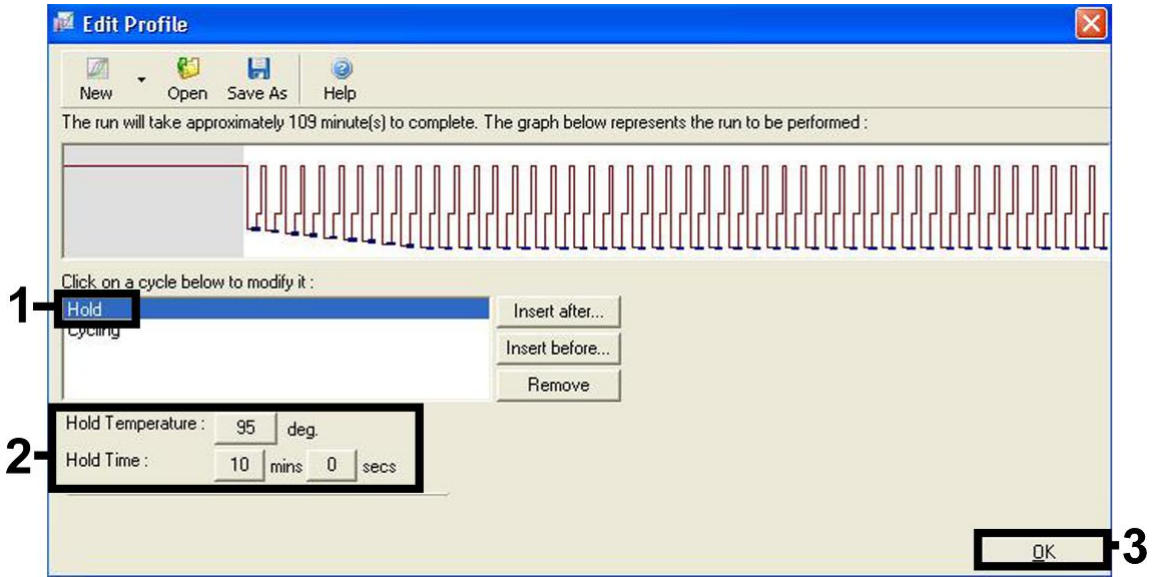 Edit Profile
New Open Save As Help
The run will take approximately 109 minute(s) to complete. The graph below represents the run to be performed :
Click on a cycle below to modify it :
1 Hold Insert after...
Cycling Insert before...
Remove
2
Hold Temperature : 95 deg.
Hold Time : 10 mins 0 secs
OK 3